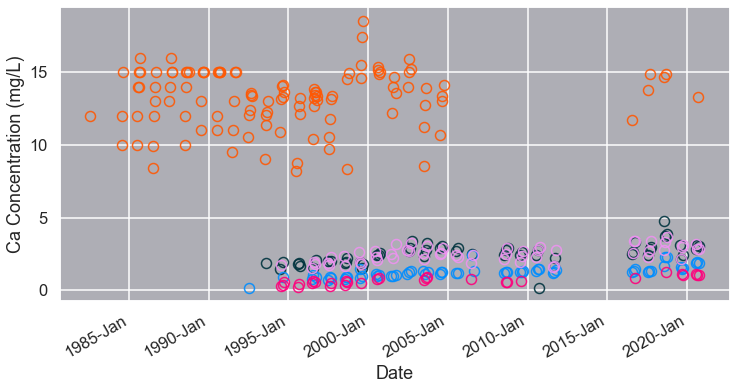 Ca Concentration (mg/L)
15
10
5
0
1985-Jan
1990-Jan
1995-Jan
2000-Jan
2005-Jan
2010-Jan
2015-Jan
2020-Jan
Date